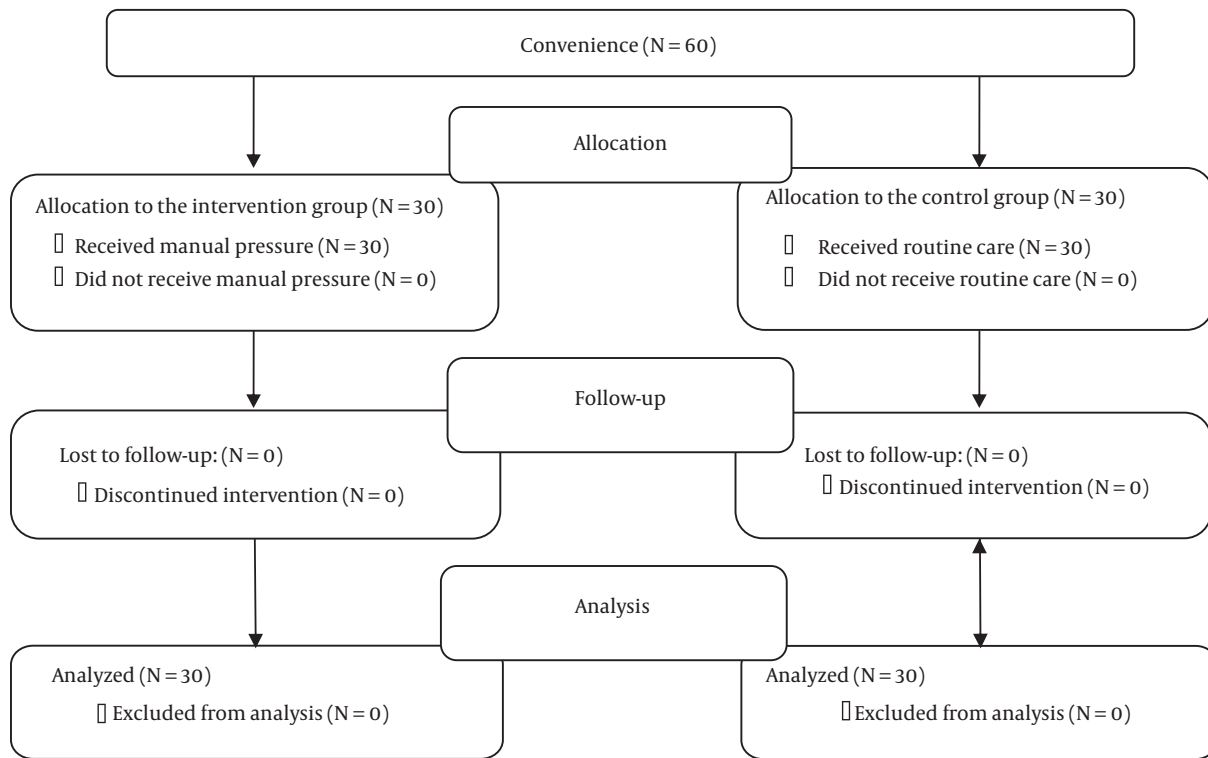 Convenience (N = 60)
Allocation
Allocation to the intervention group (N = 30)
▯ Received manual pressure (N = 30)
▯ Did not receive manual pressure (N = 0)
Allocation to the control group (N = 30)
▯ Received routine care (N = 30)
▯ Did not receive routine care (N = 0)
Follow-up
Lost to follow-up: (N = 0)
▯ Discontinued intervention (N = 0)
Lost to follow-up: (N = 0)
▯ Discontinued intervention (N = 0)
Analysis
Analyzed (N = 30)
▯ Excluded from analysis (N = 0)
Analyzed (N = 30)
▯ Excluded from analysis (N = 0)